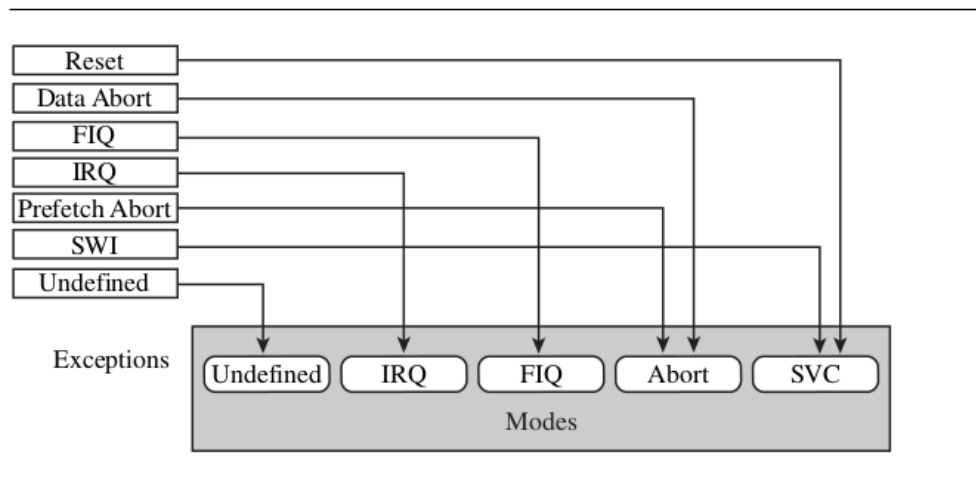 Reset
Data Abort
FIQ
IRQ
Prefetch Abort
SWI
Undefined
Exceptions
Undefined IRQ FIQ Abort SVC
Modes